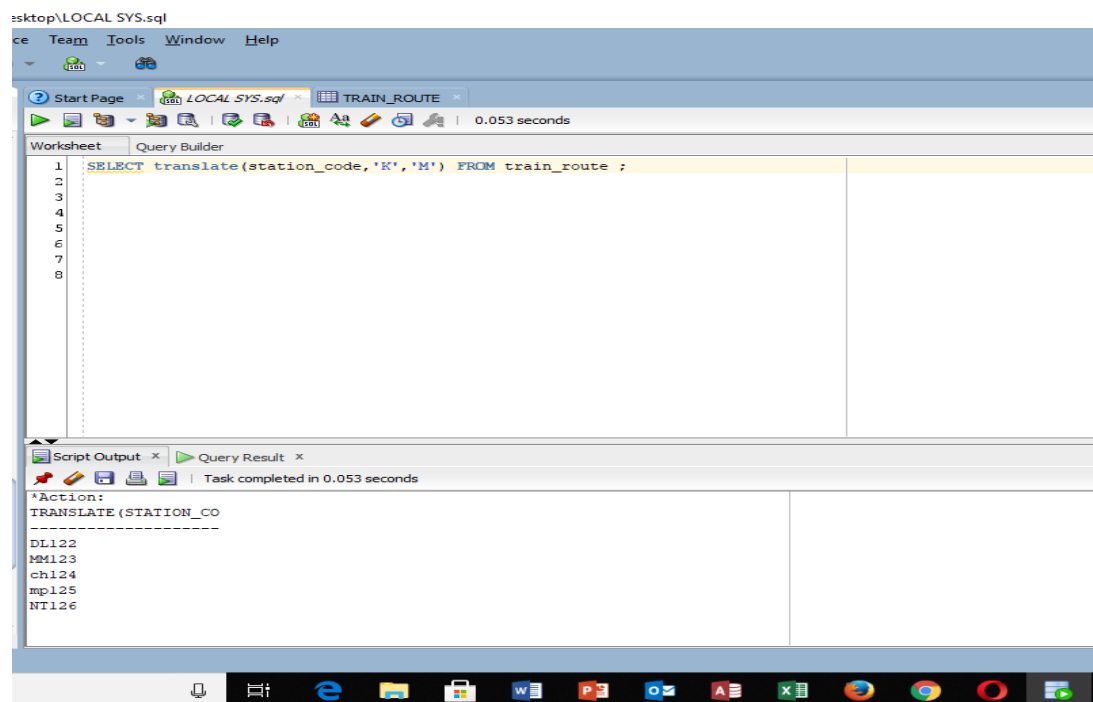 esktop\LOCAL SYS.sql
ce Team Tools Window Help
Start Page LOCAL SYS.sql TRAIN_ROUTE
0.053 seconds
Worksheet Query Builder
1 SELECT translate(station_code,'K','M') FROM train_route ;
2
3
4
5
6
7
8
Script Output Query Result
Task completed in 0.053 seconds
*Action:
TRANSLATE(STATION_CO
--------------------
DL122
MM123
ch124
mp125
NT126